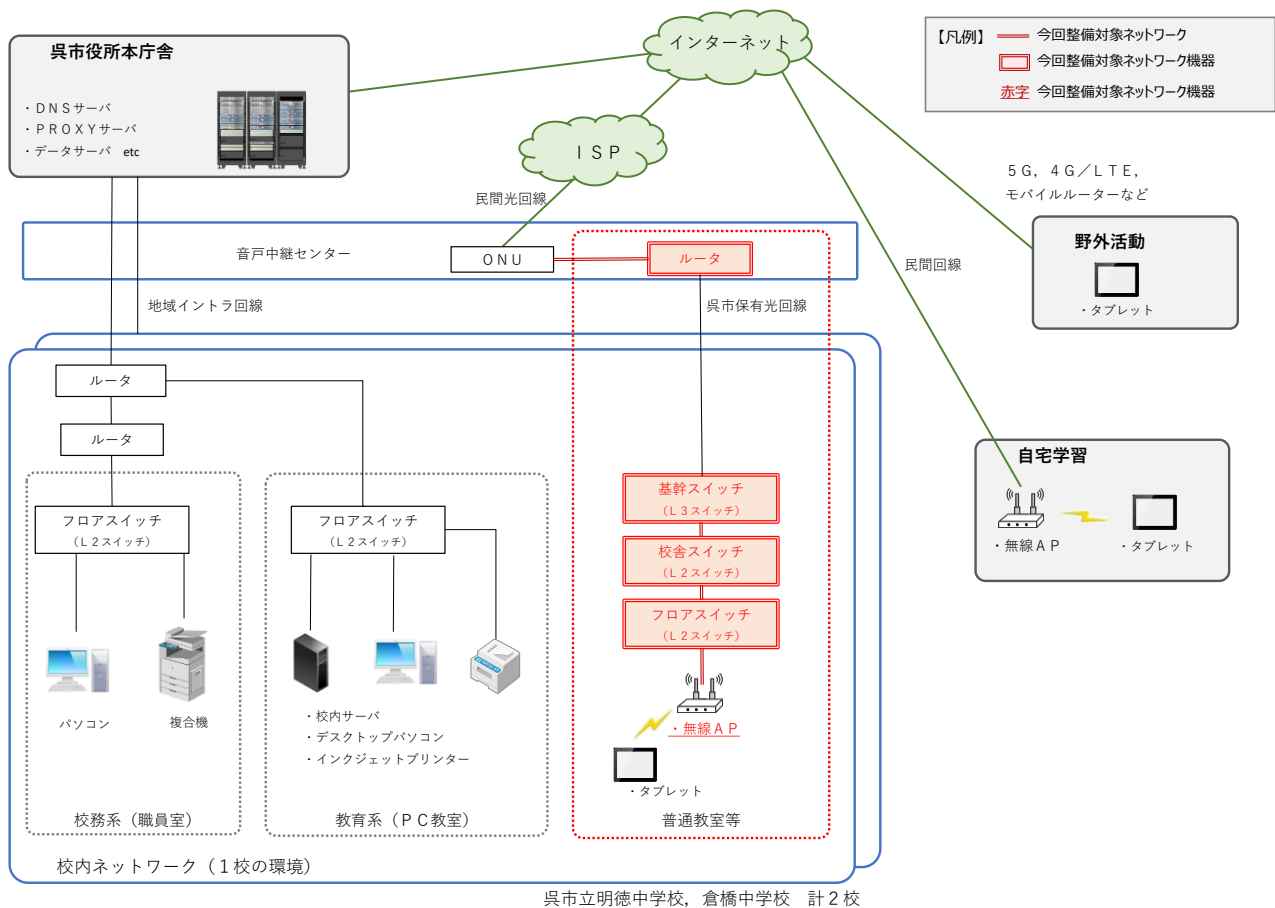 呉市役所本庁舎
・ＤＮＳサーバ
・ＰＲＯＸＹサーバ
・データサーバ etc
インターネット
【凡例】
今回整備対象ネットワーク
今回整備対象ネットワーク機器
赤字 今回整備対象ネットワーク機器
ＩＳＰ
民間光回線
５Ｇ，４Ｇ／ＬＴＥ，
モバイルルーターなど
野外活動
・タブレット
音戸中継センター
ＯＮＵ
ルータ
民間回線
地域イントラ回線
呉市保有光回線
ルータ
ルータ
自宅学習
・無線ＡＰ
・タブレット
フロアスイッチ
（Ｌ２スイッチ）
フロアスイッチ
（Ｌ２スイッチ）
基幹スイッチ
（Ｌ３スイッチ）
校舎スイッチ
（Ｌ２スイッチ）
フロアスイッチ
（Ｌ２スイッチ）
パソコン
複合機
・校内サーバ
・デスクトップパソコン
・インクジェットプリンター
・無線ＡＰ
・タブレット
校務系（職員室）
教育系（ＰＣ教室）
普通教室等
校内ネットワーク（１校の環境）
呉市立明徳中学校，倉橋中学校　計２校